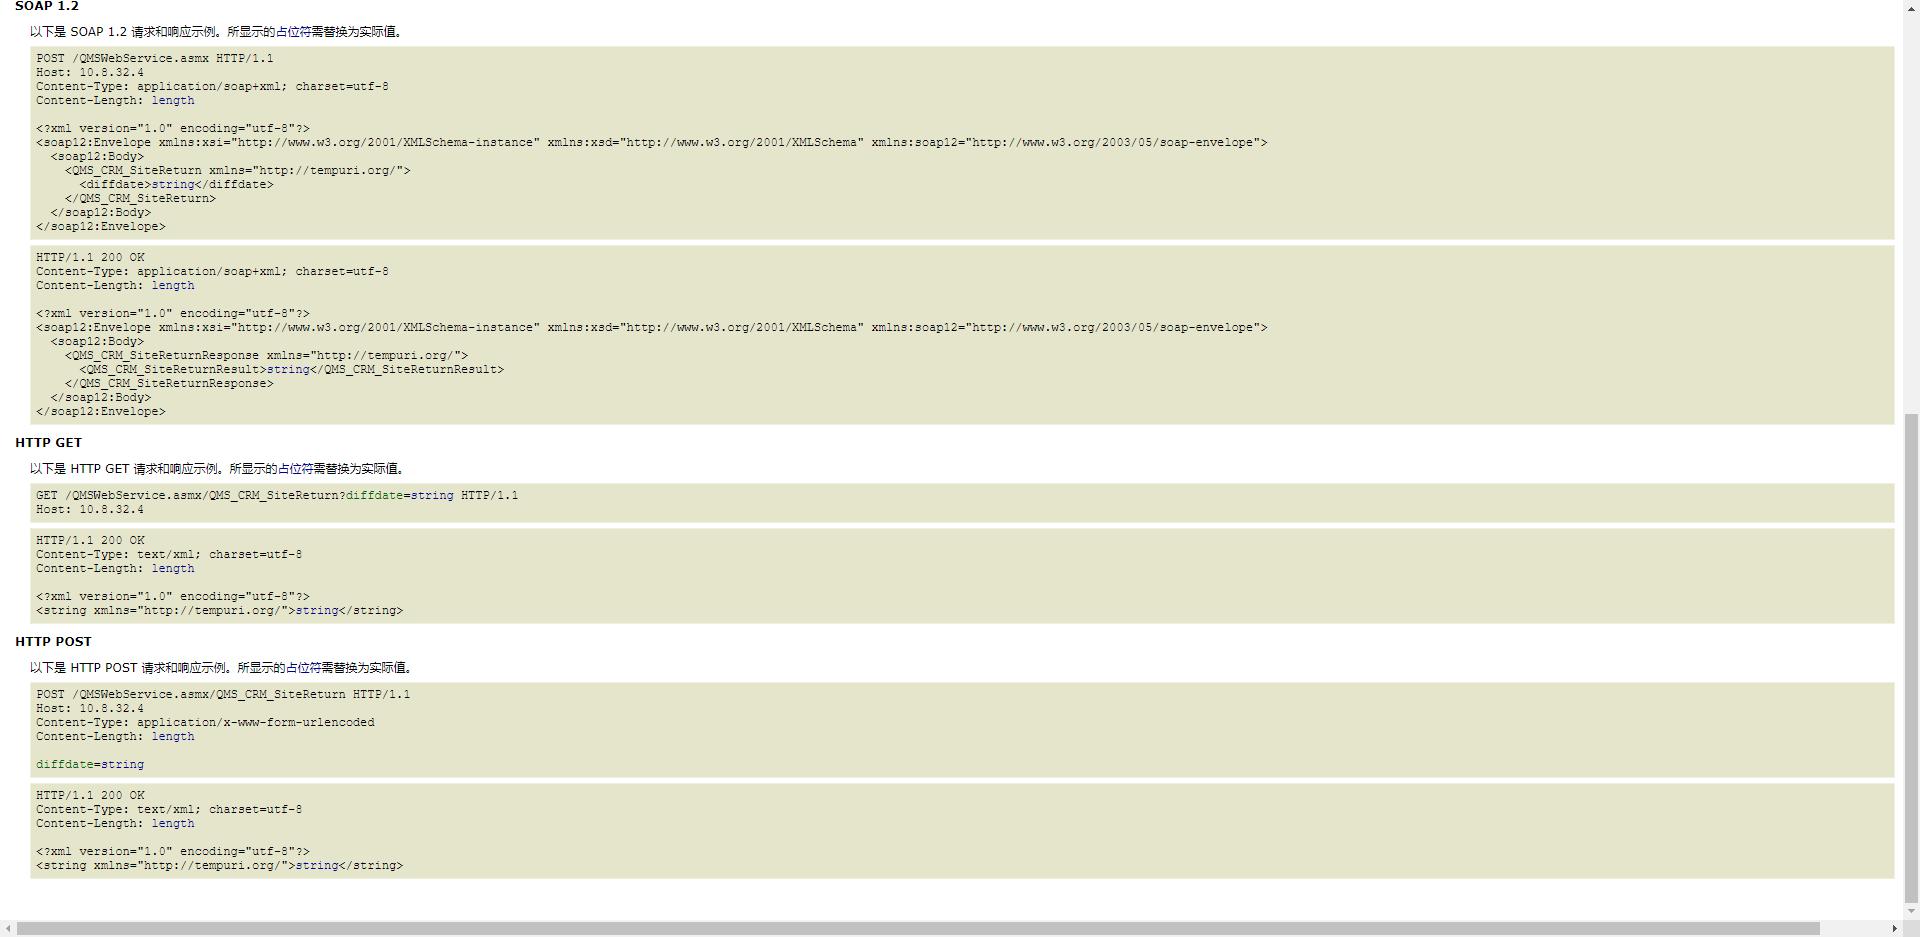 SOAP 1.2
以下是 SOAP 1.2 请求和响应示例。所显示的占位符需替换为实际值。
POST /QMSWebService.asmx HTTP/1.1
Host: 10.8.32.4
Content-Type: application/soap+xml; charset=utf-8
Content-Length: length
<?xml version="1.0" encoding="utf-8"?>
<soap12:Envelope xmlns:xsi="http://www.w3.org/2001/XMLSchema-instance" xmlns:xsd="http://www.w3.org/2001/XMLSchema" xmlns:soap12="http://www.w3.org/2003/05/soap-envelope">
<soap12:Body>
<QMS_CRM_SiteReturn xmlns="http://tempuri.org/">
<diffdate>string</diffdate>
</QMS_CRM_SiteReturn>
</soap12:Body>
</soap12:Envelope>
HTTP/1.1 200 OK
Content-Type: application/soap+xml; charset=utf-8
Content-Length: length
<?xml version="1.0" encoding="utf-8"?>
<soap12:Envelope xmlns:xsi="http://www.w3.org/2001/XMLSchema-instance" xmlns:xsd="http://www.w3.org/2001/XMLSchema" xmlns:soap12="http://www.w3.org/2003/05/soap-envelope">
<soap12:Body>
<QMS_CRM_SiteReturnResponse xmlns="http://tempuri.org/">
<QMS_CRM_SiteReturnResult>string</QMS_CRM_SiteReturnResult>
</QMS_CRM_SiteReturnResponse>
</soap12:Body>
</soap12:Envelope>
HTTP GET
以下是 HTTP GET 请求和响应示例。所显示的占位符需替换为实际值。
GET /QMSWebService.asmx/QMS_CRM_SiteReturn?diffdate=string HTTP/1.1
Host: 10.8.32.4
HTTP/1.1 200 OK
Content-Type: text/xml; charset=utf-8
Content-Length: length
<?xml version="1.0" encoding="utf-8"?>
<string xmlns="http://tempuri.org/">string</string>
HTTP POST
以下是 HTTP POST 请求和响应示例。所显示的占位符需替换为实际值。
POST /QMSWebService.asmx/QMS_CRM_SiteReturn HTTP/1.1
Host: 10.8.32.4
Content-Type: application/x-www-form-urlencoded
Content-Length: length
diffdate=string
HTTP/1.1 200 OK
Content-Type: text/xml; charset=utf-8
Content-Length: length
<?xml version="1.0" encoding="utf-8"?>
<string xmlns="http://tempuri.org/">string</string>